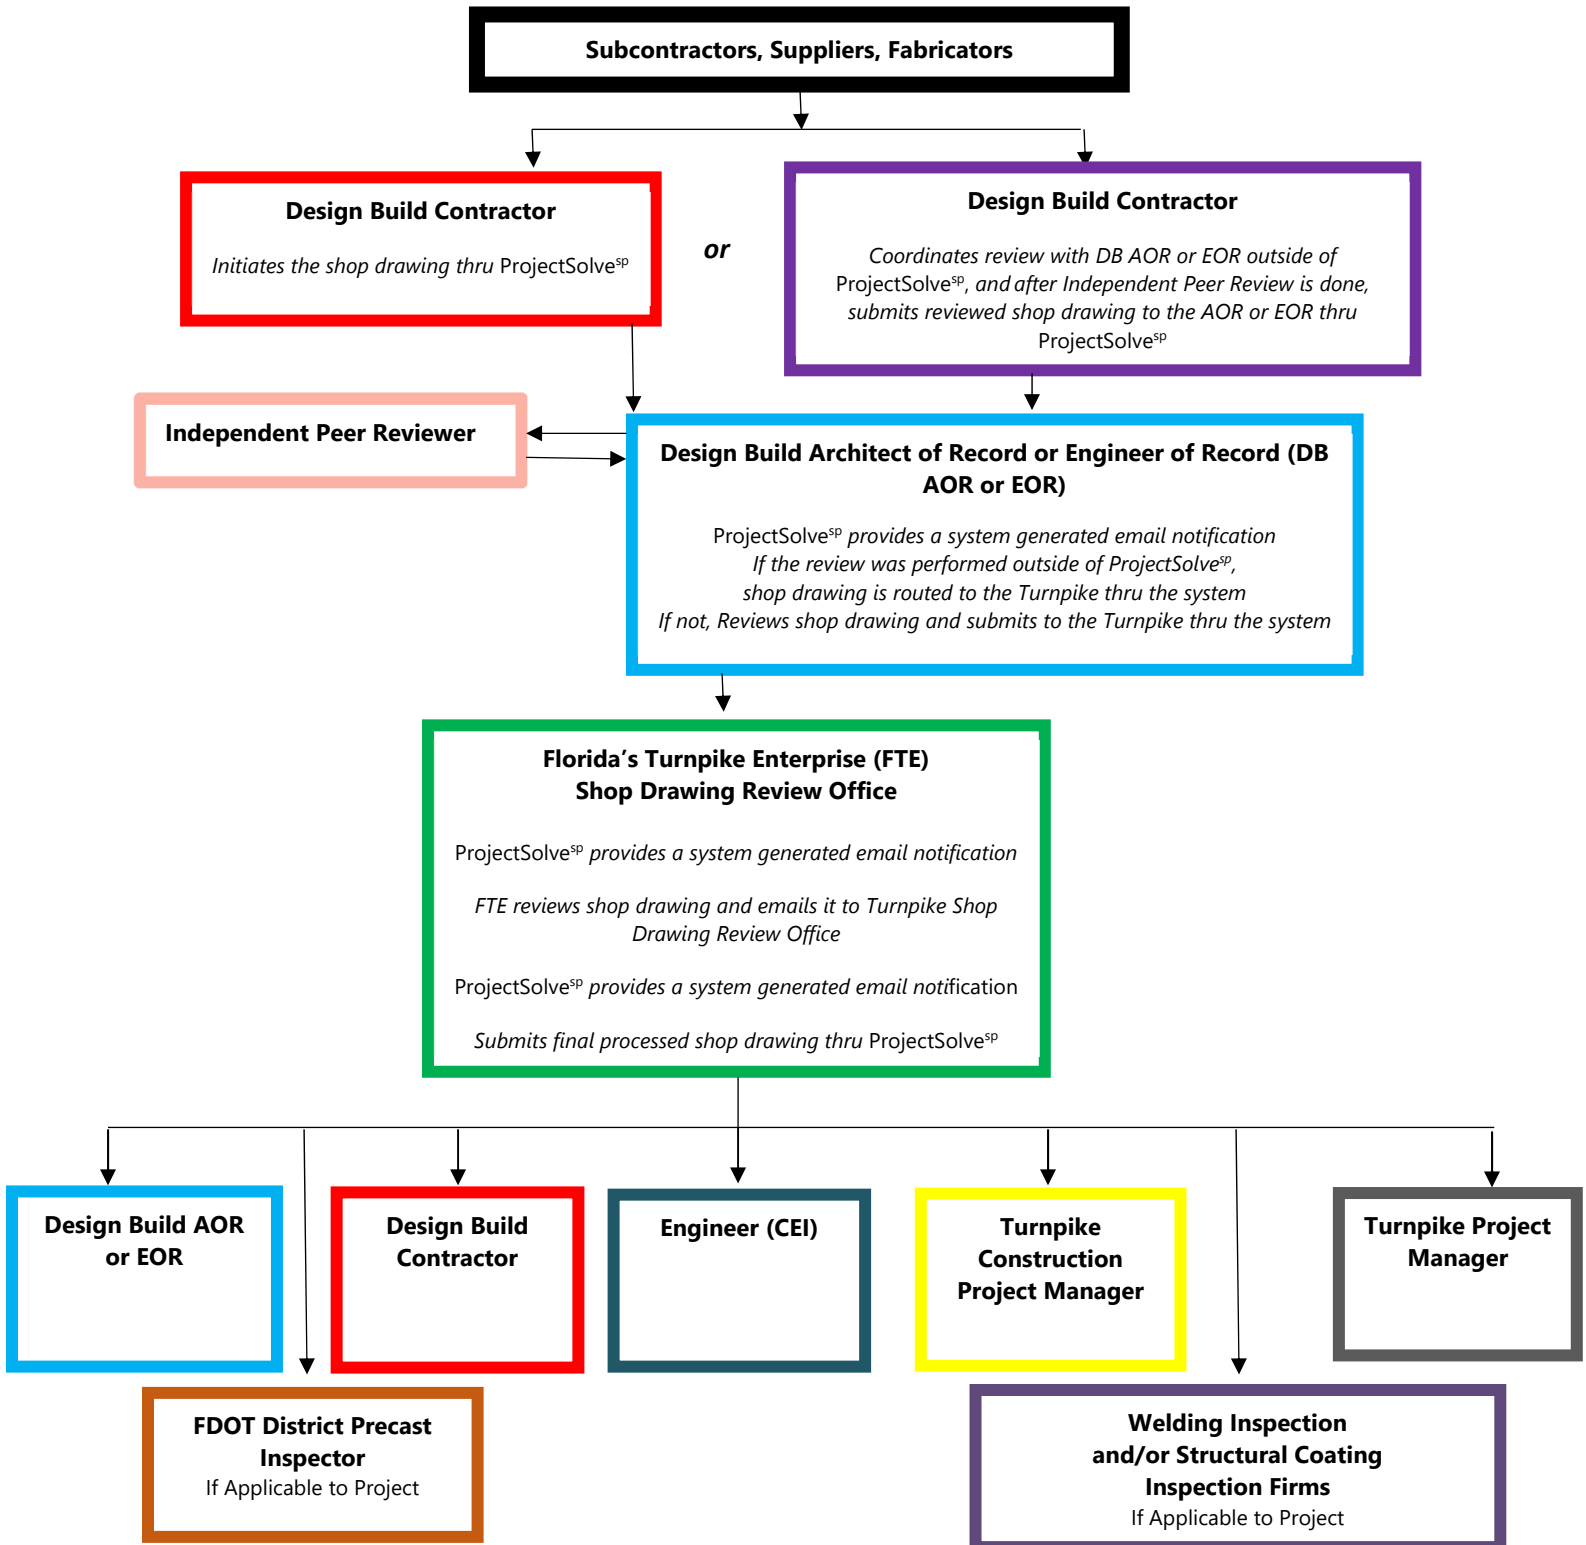 Subcontractors, Suppliers, Fabricators
Design Build Contractor
Initiates the shop drawing thru ProjectSolveˢᵖ
or
Design Build Contractor
Coordinates review with DB AOR or EOR outside of
ProjectSolveˢᵖ, and after Independent Peer Review is done,
submits reviewed shop drawing to the AOR or EOR thru
ProjectSolveˢᵖ
Independent Peer Reviewer
Design Build Architect of Record or Engineer of Record (DB
AOR or EOR)
ProjectSolveˢᵖ provides a system generated email notification
If the review was performed outside of ProjectSolveˢᵖ,
shop drawing is routed to the Turnpike thru the system
If not, Reviews shop drawing and submits to the Turnpike thru the system
Florida’s Turnpike Enterprise (FTE)
Shop Drawing Review Office
ProjectSolveˢᵖ provides a system generated email notification
FTE reviews shop drawing and emails it to Turnpike Shop
Drawing Review Office
ProjectSolveˢᵖ provides a system generated email notification
Submits final processed shop drawing thru ProjectSolveˢᵖ
Design Build AOR
or EOR
Design Build
Contractor
Engineer (CEI)
Turnpike
Construction
Project Manager
Turnpike Project
Manager
FDOT District Precast
Inspector
If Applicable to Project
Welding Inspection
and/or Structural Coating
Inspection Firms
If Applicable to Project